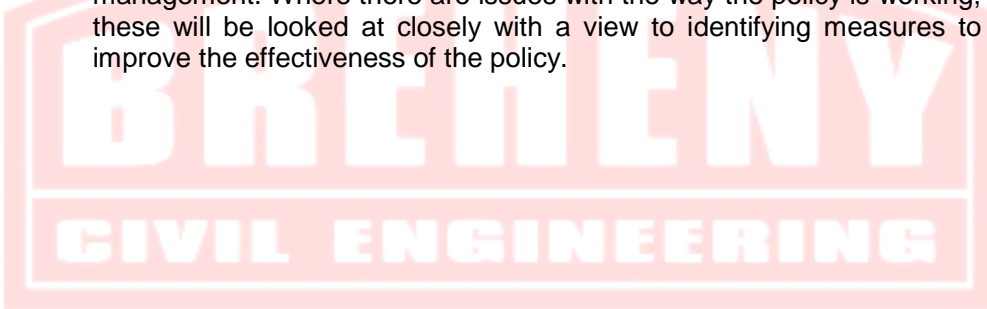 management. Where there are issues with the way the policy is working,
these will be looked at closely with a view to identifying measures to
improve the effectiveness of the policy.
BREHENY
CIVIL ENGINEERING